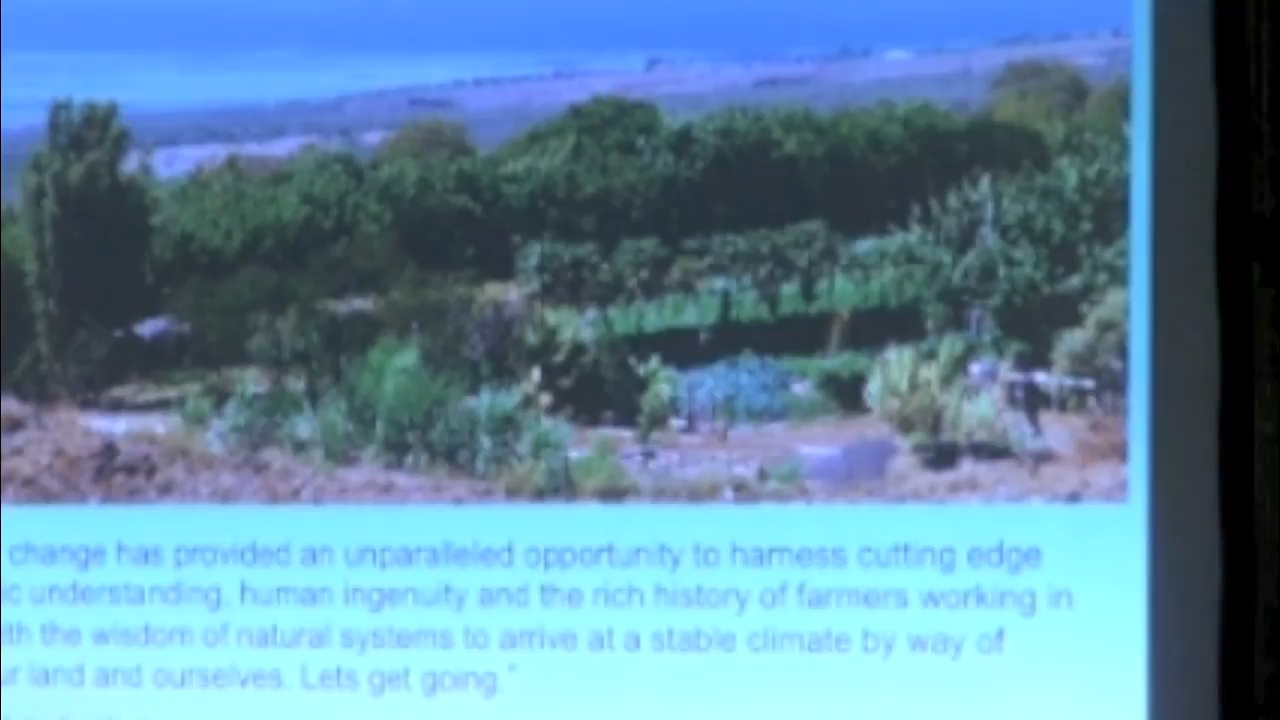 change has provided an unparalleled opportunity to harness cutting edge
c understanding, human ingenuity and the rich history of farmers working in
th the wisdom of natural systems to arrive at a stable climate by way of
ur land and ourselves. Lets get going."